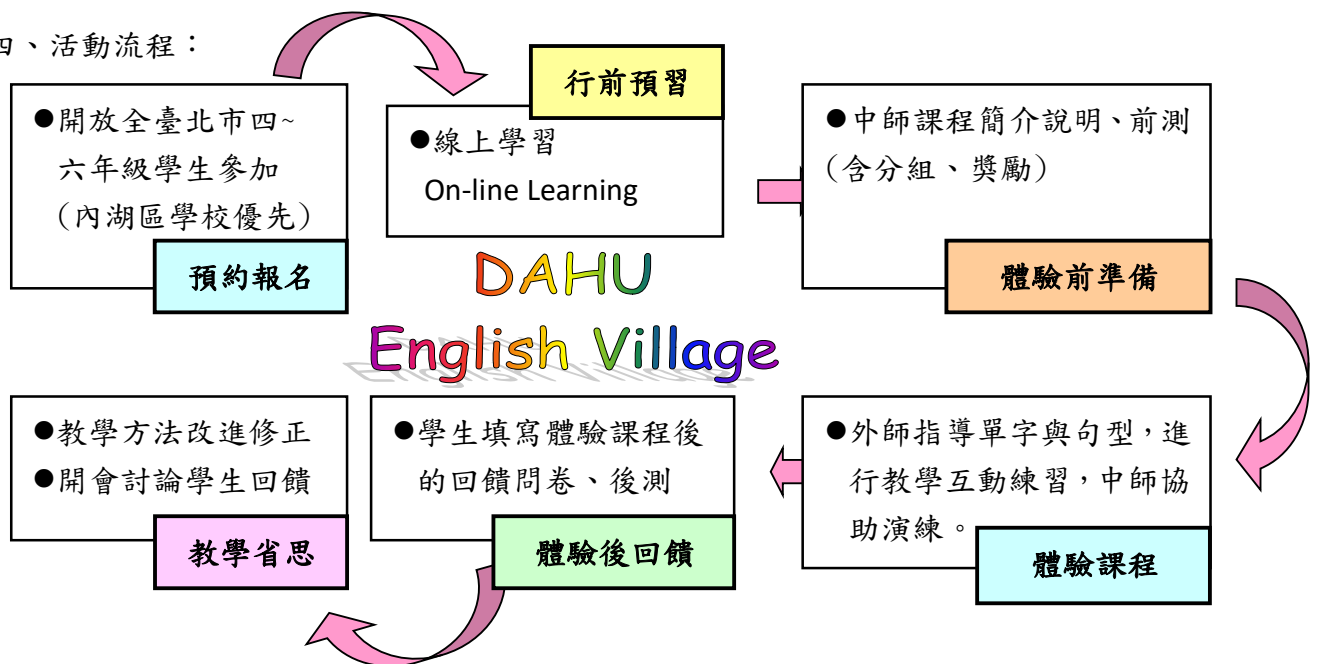 四、活動流程：
●開放全臺北市四~
六年級學生參加
（內湖區學校優先）
預約報名
行前預習
●線上學習
On-line Learning
●中師課程簡介說明、前測
（含分組、獎勵）
體驗前準備
DAHU
English Village
●外師指導單字與句型，進
行教學互動練習，中師協
助演練。
體驗課程
●學生填寫體驗課程後
的回饋問卷、後測
體驗後回饋
●教學方法改進修正
●開會討論學生回饋
教學省思